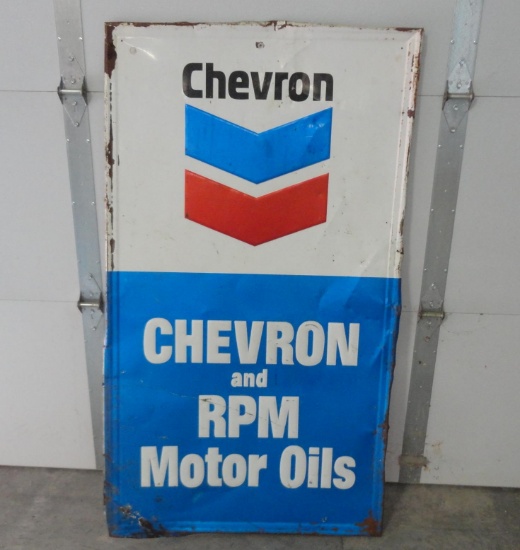 Chevron
CHEVRON
and
RPM
Motor Oils